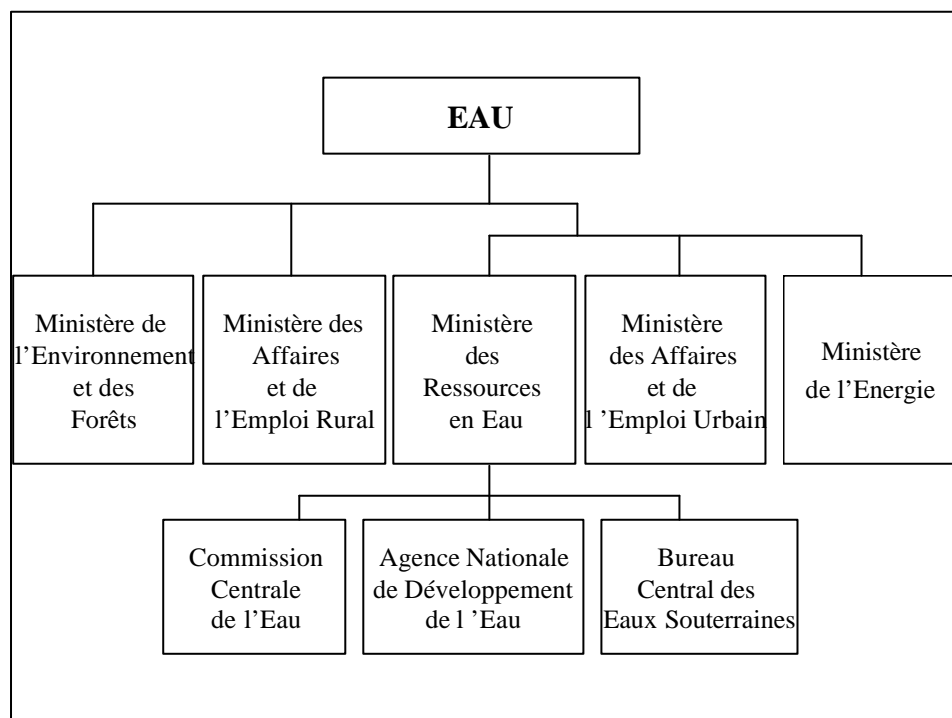 EAU
Ministère de
l’Environnement
et des
Forêts
Ministère des
Affaires
et de
l’Emploi Rural
Ministère
des
Ressources
en Eau
Ministère
des Affaires
et de
l ’Emploi Urbain
Ministère
de l’Energie
Commission
Centrale
de l’Eau
Agence Nationale
de Développement
de l ’Eau
Bureau
Central des
Eaux Souterraines